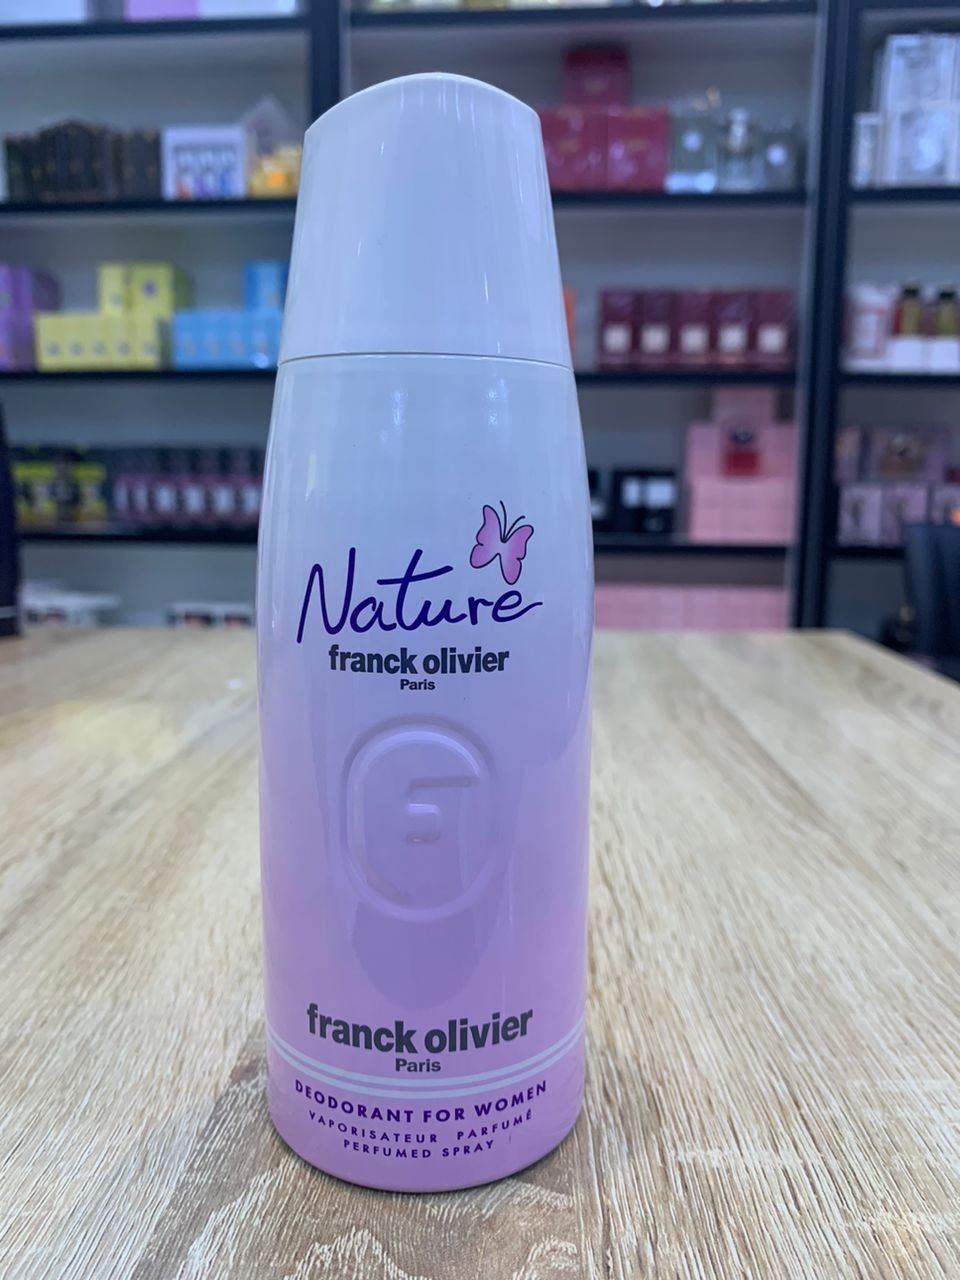 Nature
franck olivier
Paris
F
franck olivier
Paris
DEODORANT FOR WOMEN
VAPORISATEUR PARFUMÉ
PERFUMED SPRAY